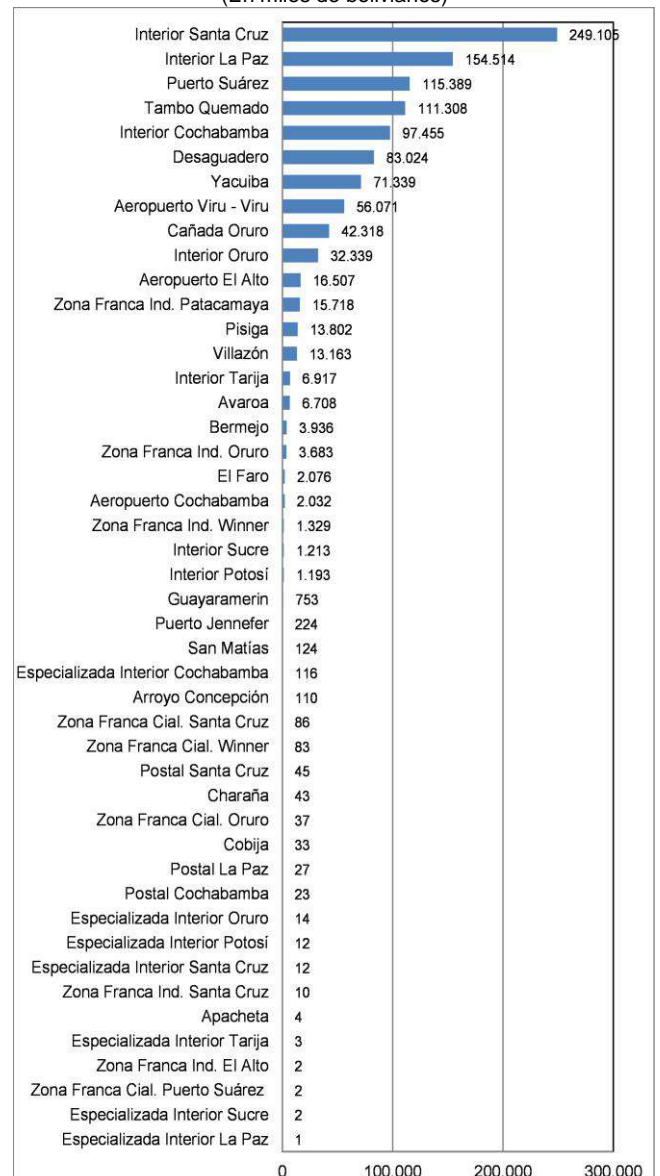 (En miles de bolivianos)
Interior Santa Cruz 249.105
Interior La Paz 154.514
Puerto Suárez 115.389
Tambo Quemado 111.308
Interior Cochabamba 97.455
Desaguadero 83.024
Yacuiba 71.339
Aeropuerto Viru - Viru 56.071
Cañada Oruro 42.318
Interior Oruro 32.339
Aeropuerto El Alto 16.507
Zona Franca Ind. Patacamaya 15.718
Pisiga 13.802
Villazón 13.163
Interior Tarija 6.917
Avaroa 6.708
Bermejo 3.936
Zona Franca Ind. Oruro 3.683
El Faro 2.076
Aeropuerto Cochabamba 2.032
Zona Franca Ind. Winner 1.329
Interior Sucre 1.213
Interior Potosí 1.193
Guayaramerin 753
Puerto Jennefer 224
San Matías 124
Especializada Interior Cochabamba 116
Arroyo Concepción 110
Zona Franca Cial. Santa Cruz 86
Zona Franca Cial. Winner 83
Postal Santa Cruz 45
Charaña 43
Zona Franca Cial. Oruro 37
Cobija 33
Postal La Paz 27
Postal Cochabamba 23
Especializada Interior Oruro 14
Especializada Interior Potosí 12
Especializada Interior Santa Cruz 12
Zona Franca Ind. Santa Cruz 10
Apacheta 4
Especializada Interior Tarija 3
Zona Franca Ind. El Alto 2
Zona Franca Cial. Puerto Suárez 2
Especializada Interior Sucre 2
Especializada Interior La Paz 1
0 100.000 200.000 300.000